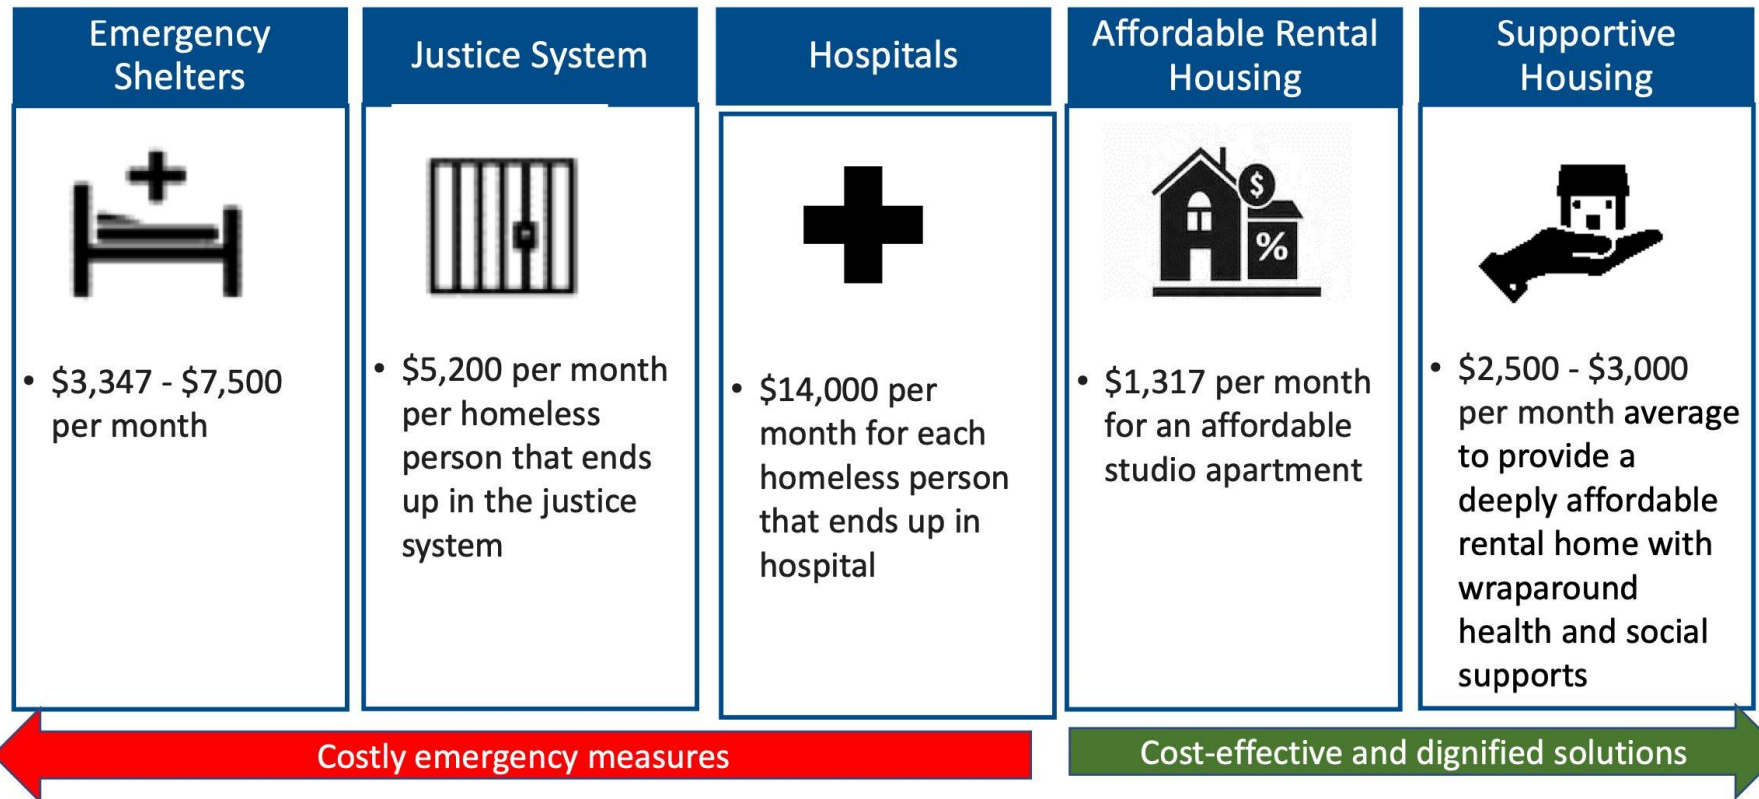 Emergency
Shelters
• $3,347 - $7,500
per month
Justice System
• $5,200 per month
per homeless
person that ends
up in the justice
system
Hospitals
• $14,000 per
month for each
homeless person
that ends up in
hospital
Affordable Rental
Housing
$
%
• $1,317 per month
for an affordable
studio apartment
Supportive
Housing
• $2,500 - $3,000
per month average
to provide a
deeply affordable
rental home with
wraparound
health and social
supports
Costly emergency measures
Cost-effective and dignified solutions